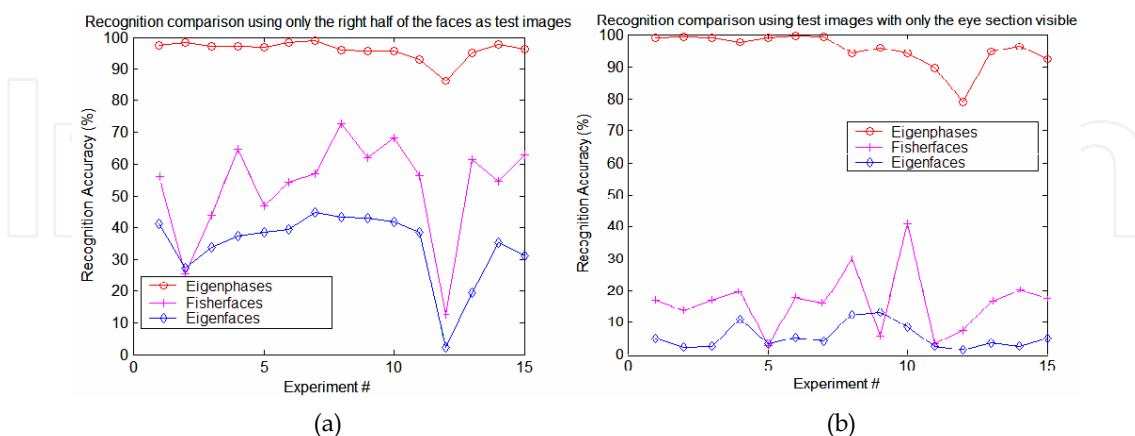 Recognition comparison using only the right half of the faces as test images
100
90
80
70
60
50
40
30
20
10
0
Recognition Accuracy (%)
Eigenphases
Fisherfaces
Eigenfaces
0 5 10 15
Experiment #
(a)
Recognition comparison using test images with only the eye section visible
100
90
80
70
60
50
40
30
20
10
0
Recognition Accuracy (%)
Eigenphases
Fisherfaces
Eigenfaces
0 5 10 15
Experiment #
(b)